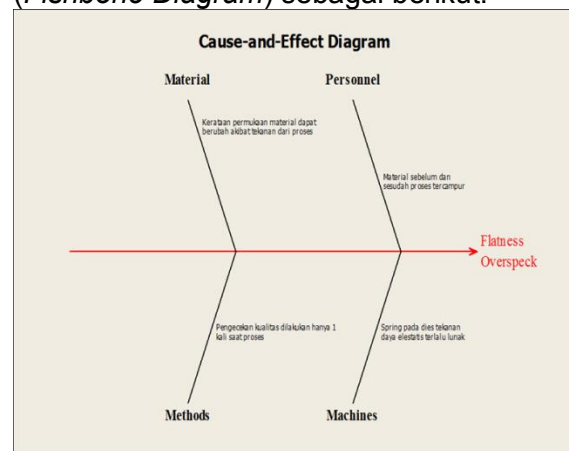 (Fishbone Diagram) sebagai berikut:
Cause-and-Effect Diagram
Material
Personnel
Kerataan permukaan material dapat
berubah akibat tekanan dari proses
Material sebelum dan
sesudah proses tercampur
Flatness
Overspeck
Pengecekan kualitas dilakukan hanya 1
kali saat proses
Spring pada dies tekanan
daya elestatis terlalu lunak
Methods
Machines